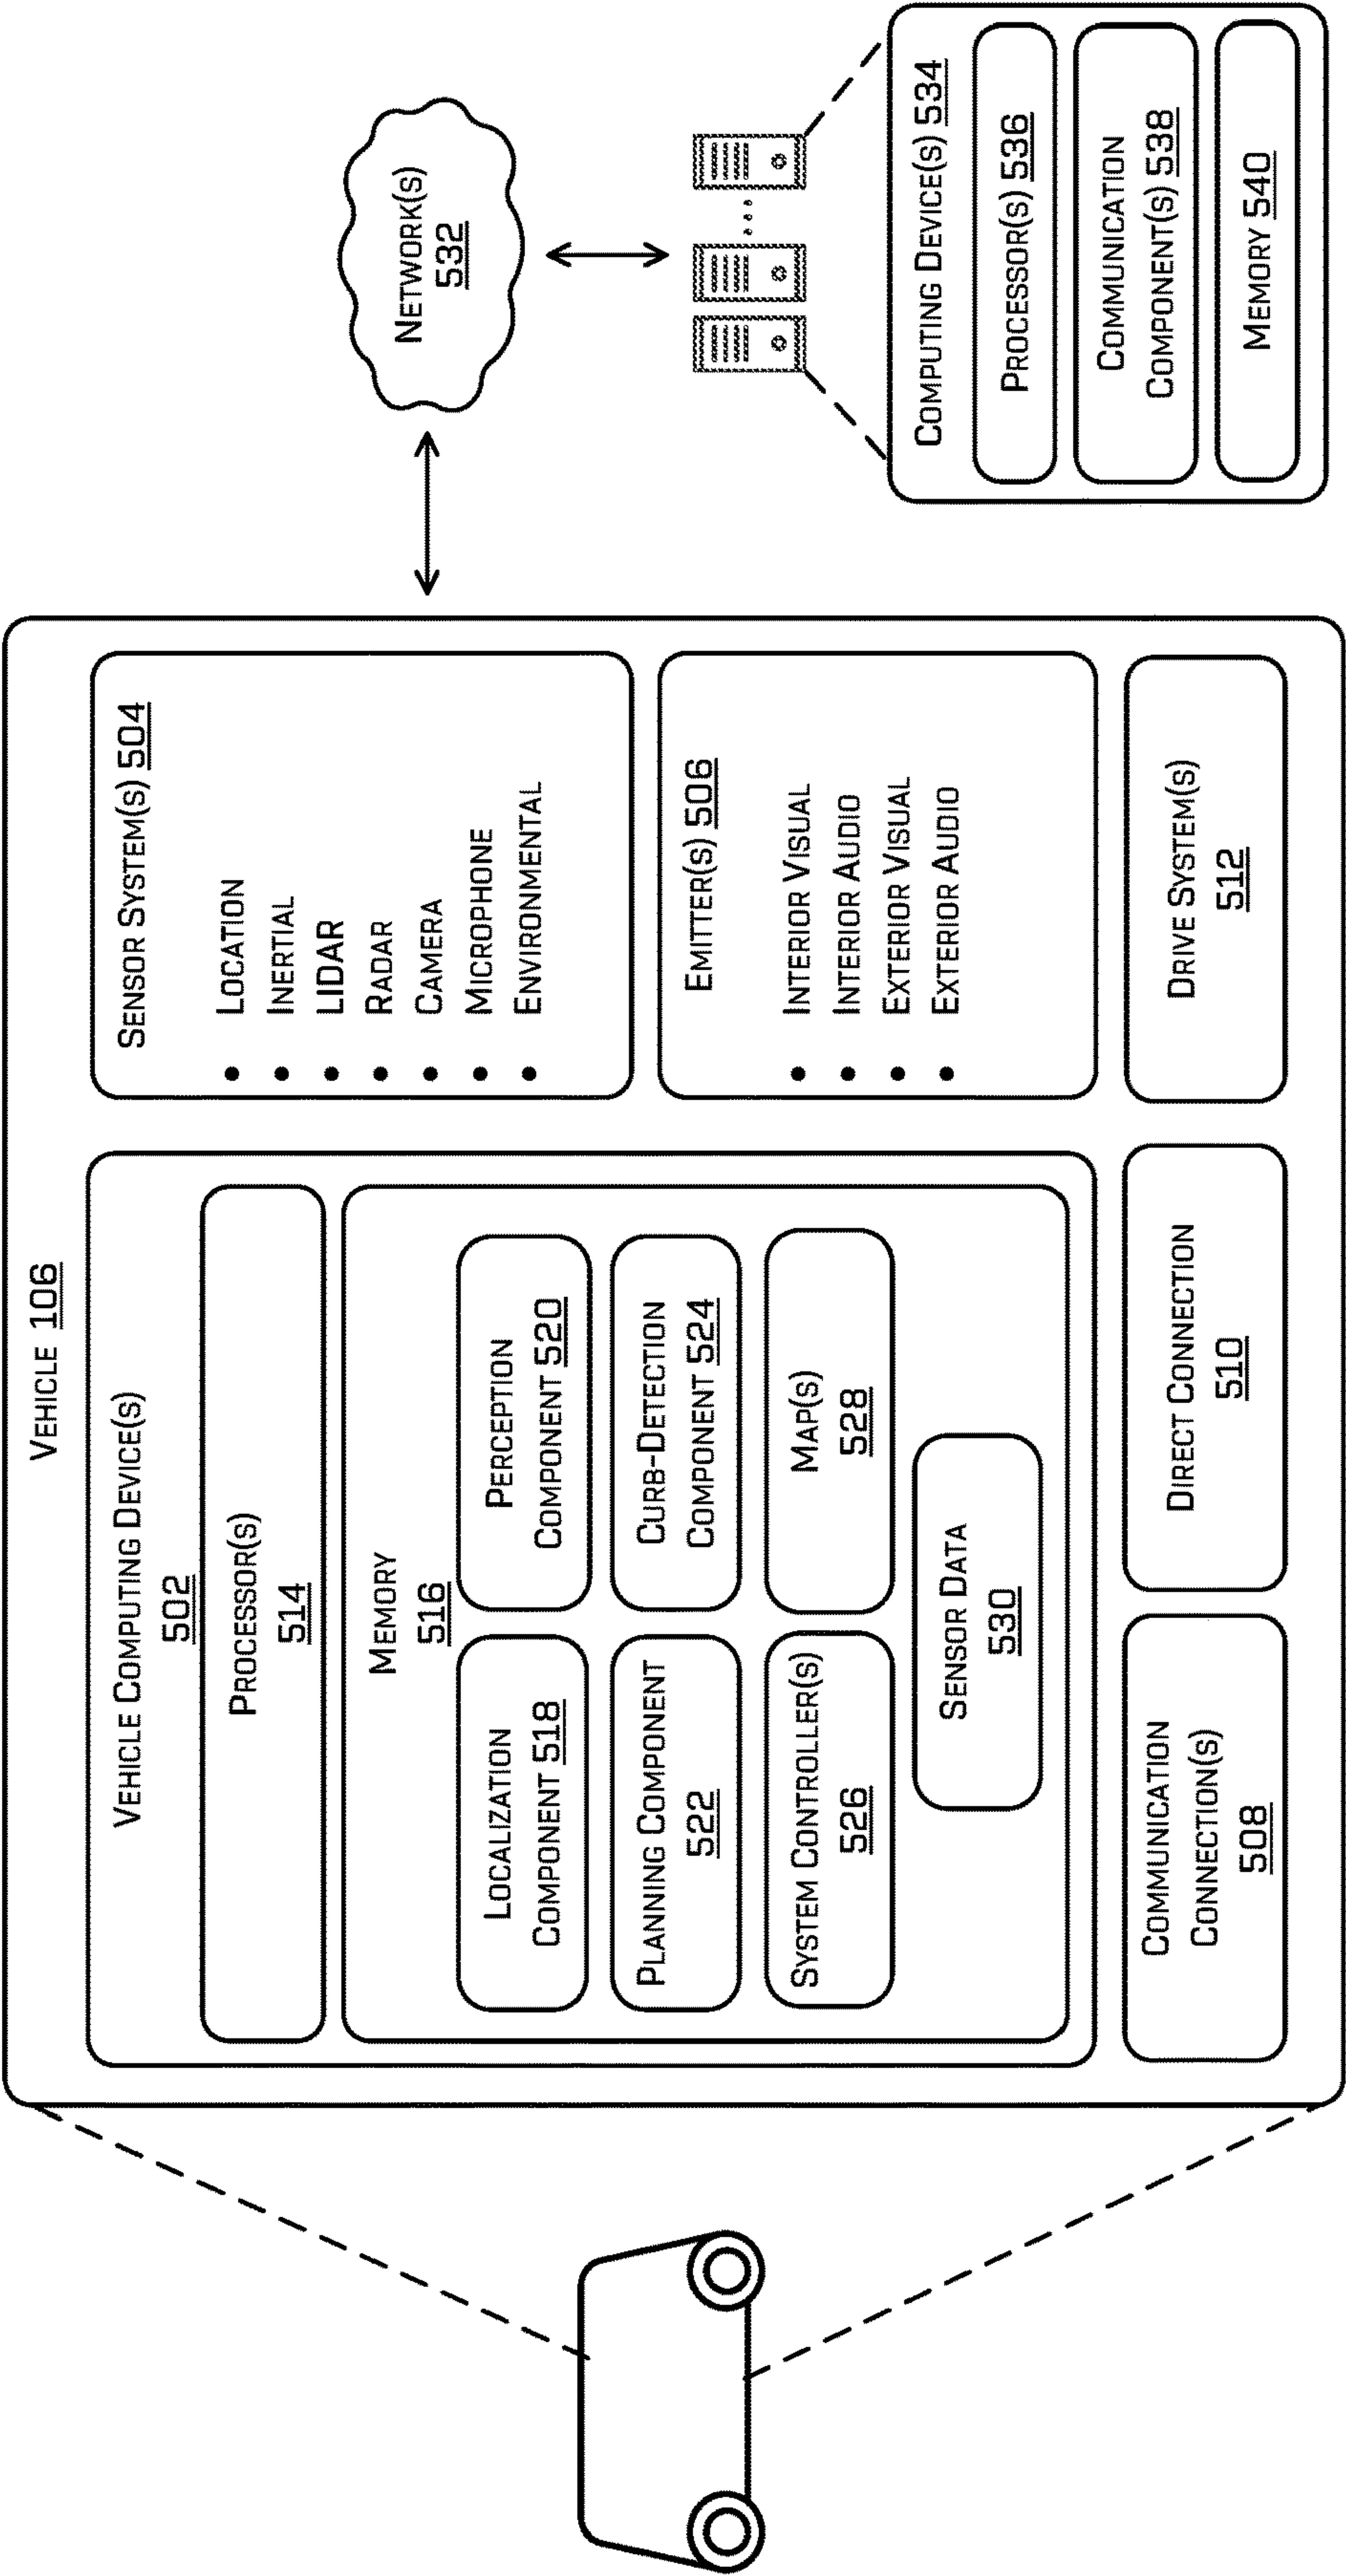 VEHICLE 106
VEHICLE COMPUTING DEVICE(S)
502
PROCESSOR(S)
514
MEMORY
516
LOCALIZATION
COMPONENT 518
PERCEPTION
COMPONENT 520
PLANNING COMPONENT
522
CURB-DETECTION
COMPONENT 524
SYSTEM CONTROLLER(S)
526
MAP(S)
528
SENSOR DATA
530
SENSOR SYSTEM(S) 504
• LOCATION
• INERTIAL
• LIDAR
• RADAR
• CAMERA
• MICROPHONE
• ENVIRONMENTAL
EMITTER(S) 506
• INTERIOR VISUAL
• INTERIOR AUDIO
• EXTERIOR VISUAL
• EXTERIOR AUDIO
COMMUNICATION
CONNECTION(S)
508
DIRECT CONNECTION
510
DRIVE SYSTEM(S)
512
NETWORK(S)
532
COMPUTING DEVICE(S) 534
PROCESSOR(S) 536
COMMUNICATION
COMPONENT(S) 538
MEMORY 540